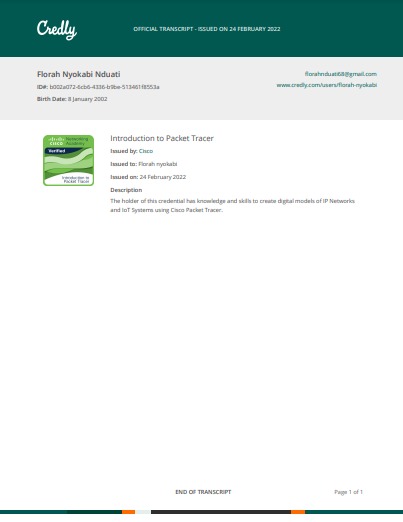 Credly
OFFICIAL TRANSCRIPT - ISSUED ON 24 FEBRUARY 2022
Florah Nyokabi Nduati
florahnduati68@gmail.com
ID#: b002a072-6cb6-4336-b9be-513461f8553a
www.credly.com/users/florah-nyokabi
Birth Date: 8 January 2002
Networking
CISCO Academy
Verified
Introduction to
Packet Tracer
Introduction to Packet Tracer
Issued by: Cisco
Issued to: Florah nyokabi
Issued on: 24 February 2022
Description
The holder of this credential has knowledge and skills to create digital models of IP Networks
and IoT Systems using Cisco Packet Tracer.
END OF TRANSCRIPT
Page 1 of 1